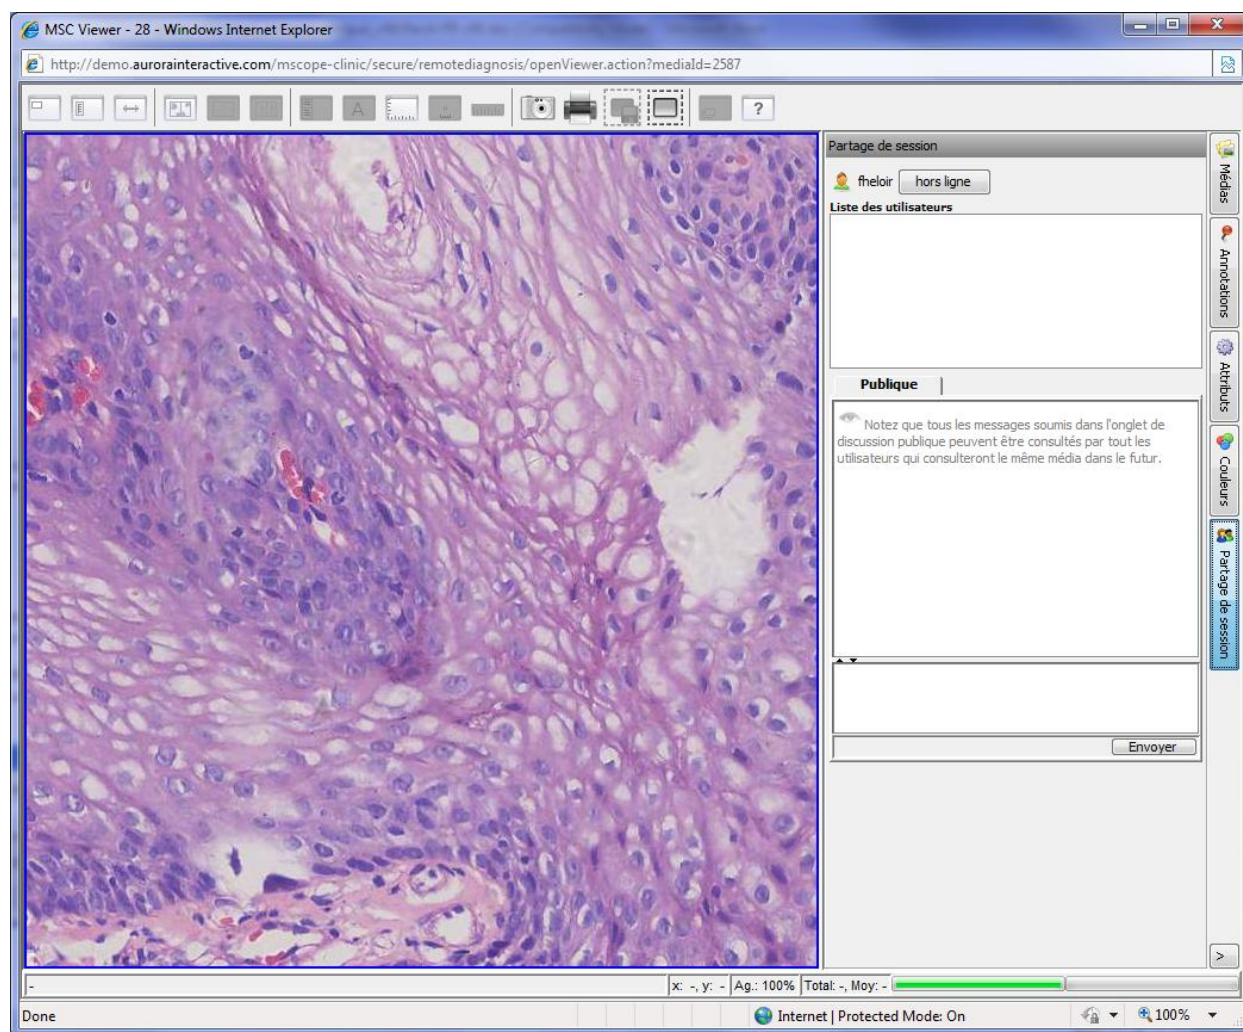 MSC Viewer - 28 - Windows Internet Explorer
http://demo.aurorainteractive.com/mscope-clinic/secure/remotediagnosis/openViewer.action?mediaId=2587
A
?
Partage de session
fheloir
hors ligne
Liste des utilisateurs
Publique
Notez que tous les messages soumis dans l'onglet de
discussion publique peuvent être consultés par tout les
utilisateurs qui consulteront le même média dans le futur.
Envoyer
Médias
Annotations
Attributs
Couleurs
Partage de session
>
-
x: -, y: -
Ag.: 100%
Total: -, Moy: -
Done
Internet | Protected Mode: On
100%